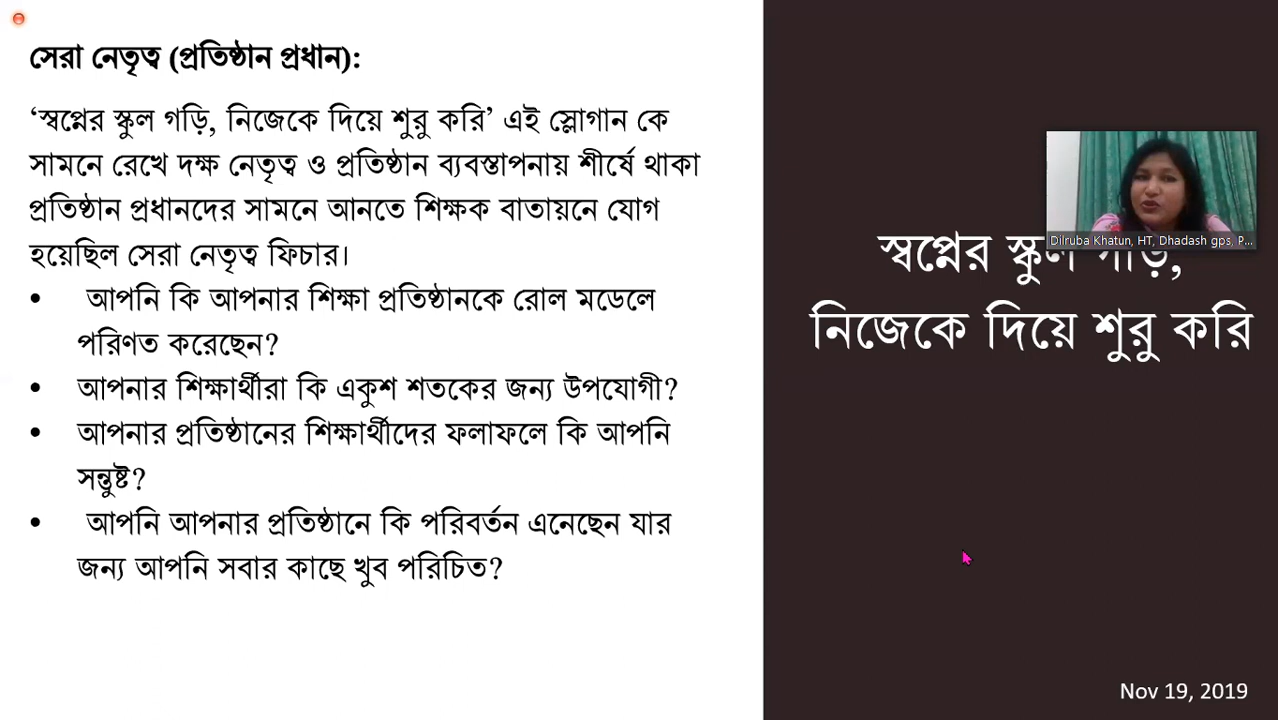 সেরা নেতৃত্ব (প্রতিষ্ঠান প্রধান):
‘স্বপ্নের স্কুল গড়ি, নিজেকে দিয়ে শুরু করি’ এই স্লোগান কে
সামনে রেখে দক্ষ নেতৃত্ব ও প্রতিষ্ঠান ব্যবস্তাপনায় শীর্ষে থাকা
প্রতিষ্ঠান প্রধানদের সামনে আনতে শিক্ষক বাতায়নে যোগ
হয়েছিল সেরা নেতৃত্ব ফিচার।
• আপনি কি আপনার শিক্ষা প্রতিষ্ঠানকে রোল মডেলে
পরিণত করেছেন?
• আপনার শিক্ষার্থীরা কি একুশ শতকের জন্য উপযোগী?
• আপনার প্রতিষ্ঠানের শিক্ষার্থীদের ফলাফলে কি আপনি
সন্তুষ্ট?
• আপনি আপনার প্রতিষ্ঠানে কি পরিবর্তন এনেছেন যার
জন্য আপনি সবার কাছে খুব পরিচিত?
Dilruba Khatun, HT, Dhadash gps, P...
স্বপ্নের স্কুল গড়ি,
নিজেকে দিয়ে শুরু করি
Nov 19, 2019